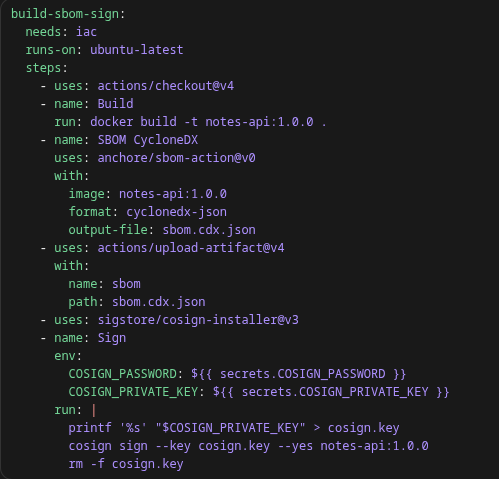 build-sbom-sign:
  needs: iac
  runs-on: ubuntu-latest
  steps:
    - uses: actions/checkout@v4
    - name: Build
      run: docker build -t notes-api:1.0.0 .
    - name: SBOM CycloneDX
      uses: anchore/sbom-action@v0
      with:
        image: notes-api:1.0.0
        format: cyclonedx-json
        output-file: sbom.cdx.json
    - uses: actions/upload-artifact@v4
      with:
        name: sbom
        path: sbom.cdx.json
    - uses: sigstore/cosign-installer@v3
    - name: Sign
      env:
        COSIGN_PASSWORD: ${{ secrets.COSIGN_PASSWORD }}
        COSIGN_PRIVATE_KEY: ${{ secrets.COSIGN_PRIVATE_KEY }}
      run: |
        printf '%s' "$COSIGN_PRIVATE_KEY" > cosign.key
        cosign sign --key cosign.key --yes notes-api:1.0.0
        rm -f cosign.key